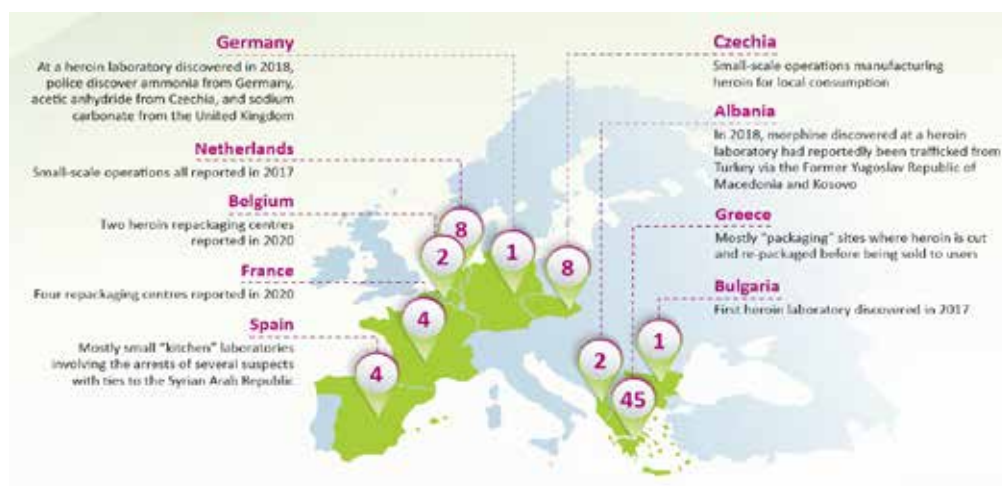 Germany
At a heroin laboratory discovered in 2018,
police discover ammonia from Germany,
acetic anhydride from Czechia, and sodium
carbonate from the United Kingdom
Netherlands
Small-scale operations all reported in 2017
Belgium
Two heroin repackaging centres
reported in 2020
France
Four repackaging centres reported in 2020
Spain
Mostly small "kitchen" laboratories
involving the arrests of several suspects
with ties to the Syrian Arab Republic
Czechia
Small-scale operations manufacturing
heroin for local consumption
Albania
In 2018, morphine discovered at a heroin
laboratory had reportedly been trafficked from
Turkey via the Former Yugoslav Republic of
Macedonia and Kosovo
Greece
Mostly "packaging" sites where heroin is cut
and re-packaged before being sold to users
Bulgaria
First heroin laboratory discovered in 2017
8
2
1
8
4
4
2
1
45